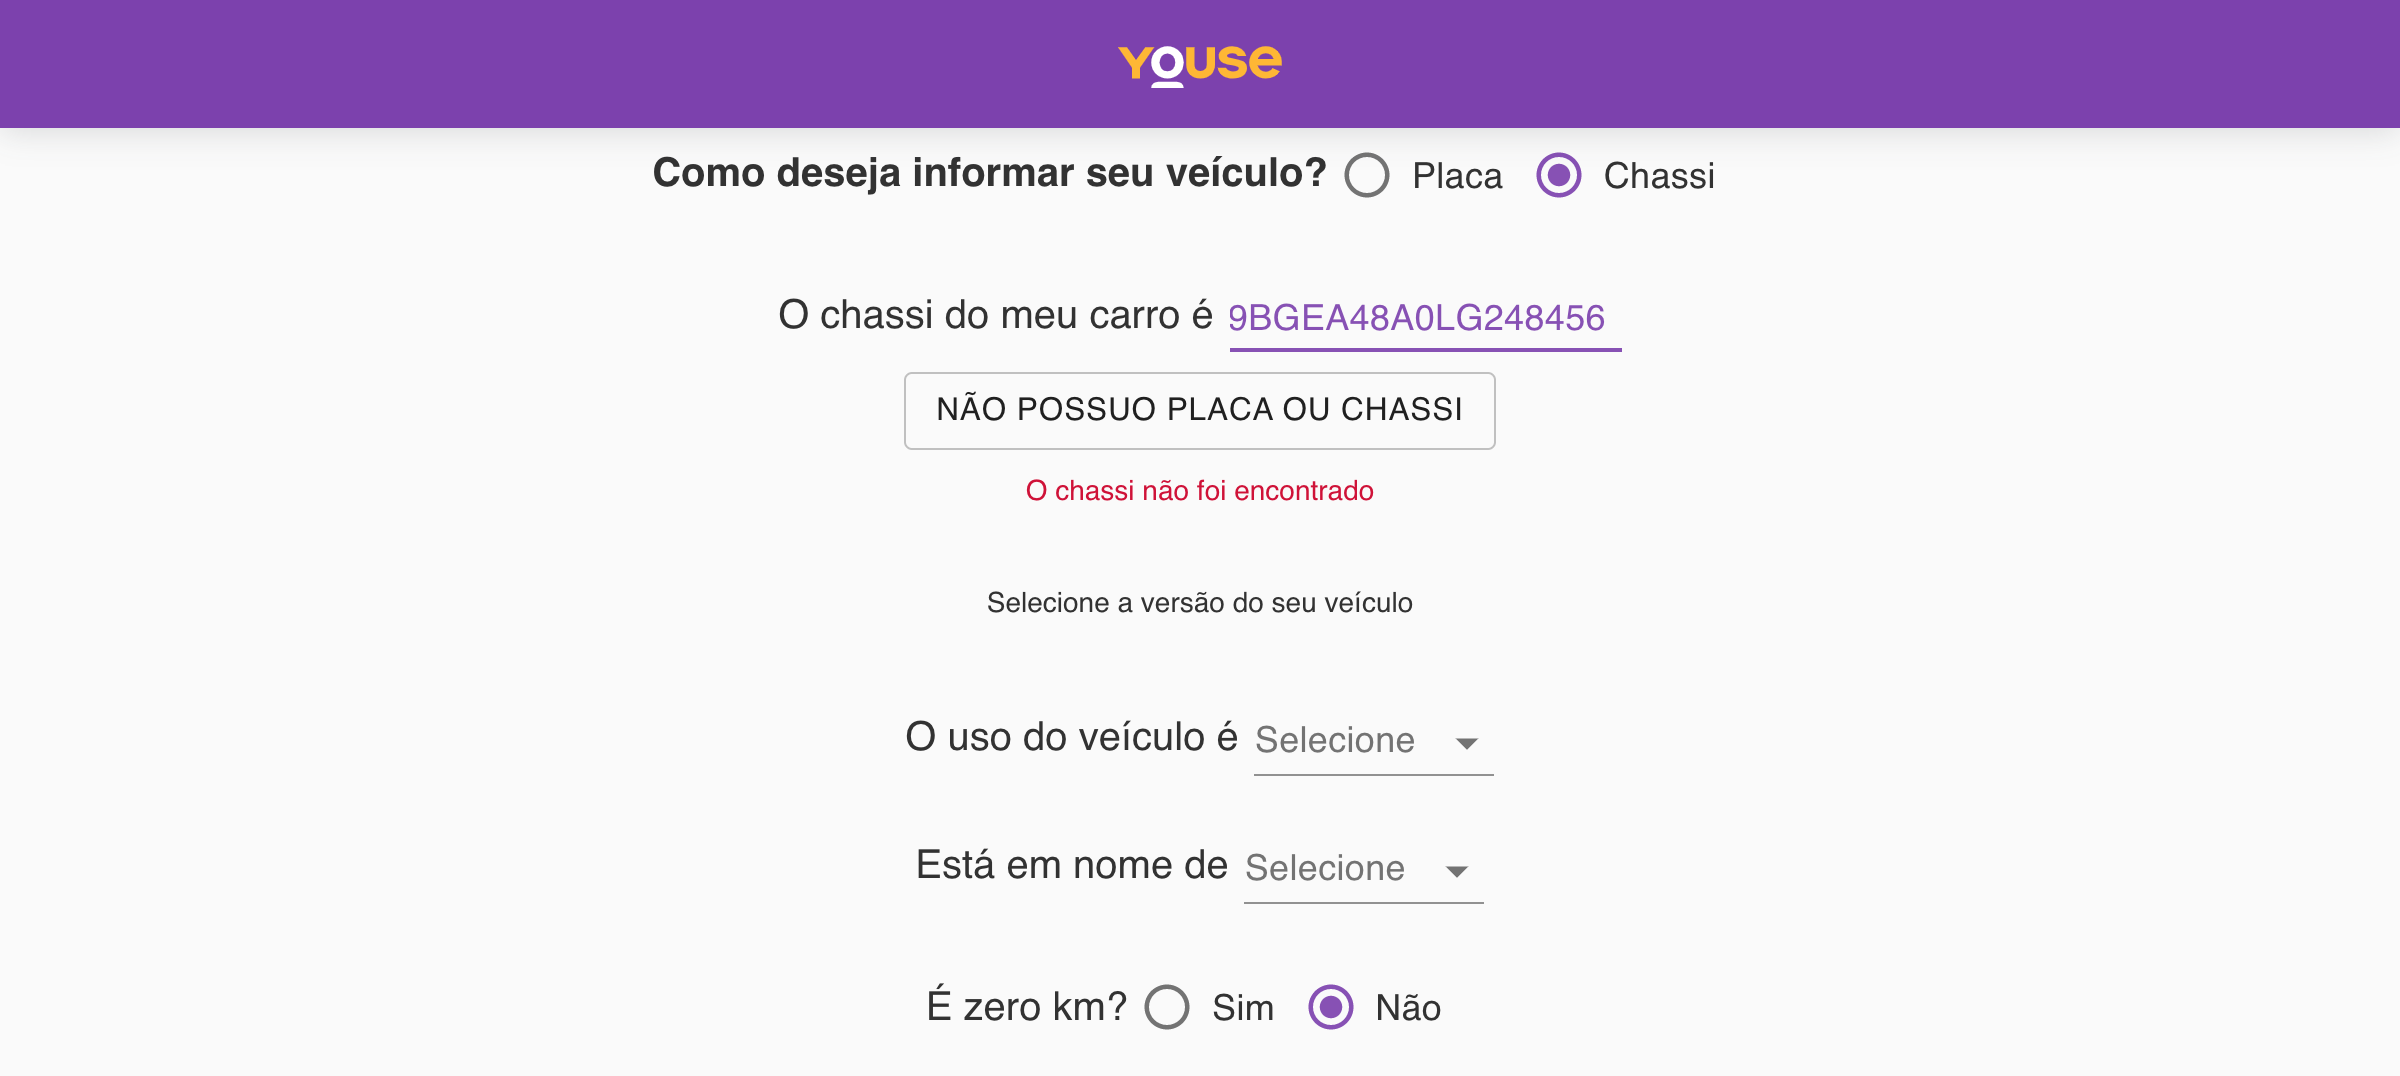 YOUSE
Como deseja informar seu veículo? Placa Chassi
O chassi do meu carro é 9BGEA48A0LG248456
NÃO POSSUO PLACA OU CHASSI
O chassi não foi encontrado
Selecione a versão do seu veículo
O uso do veículo é Selecione
Está em nome de Selecione
É zero km? Sim Não